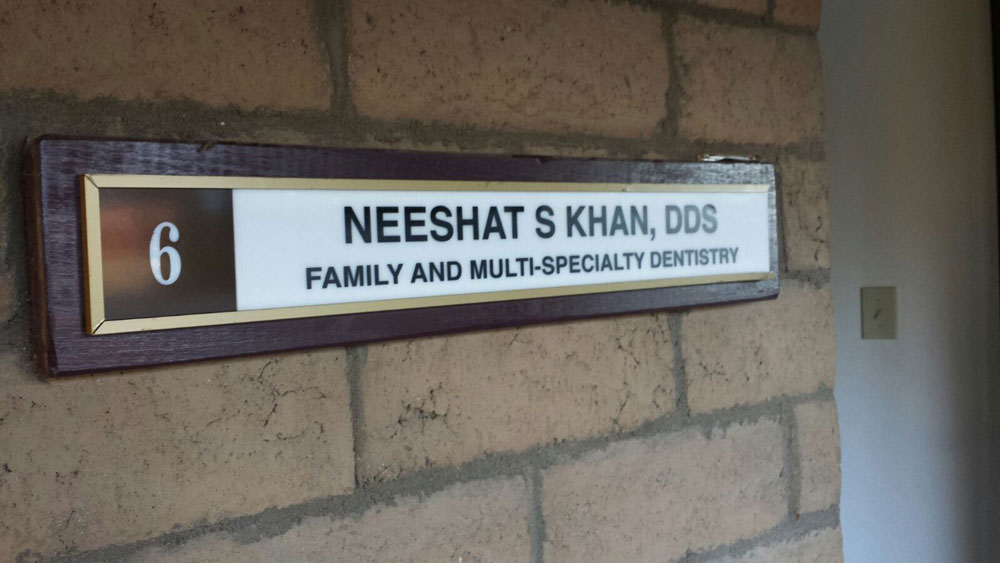 6
NEESHAT S KHAN, DDS
FAMILY AND MULTI-SPECIALTY DENTISTRY